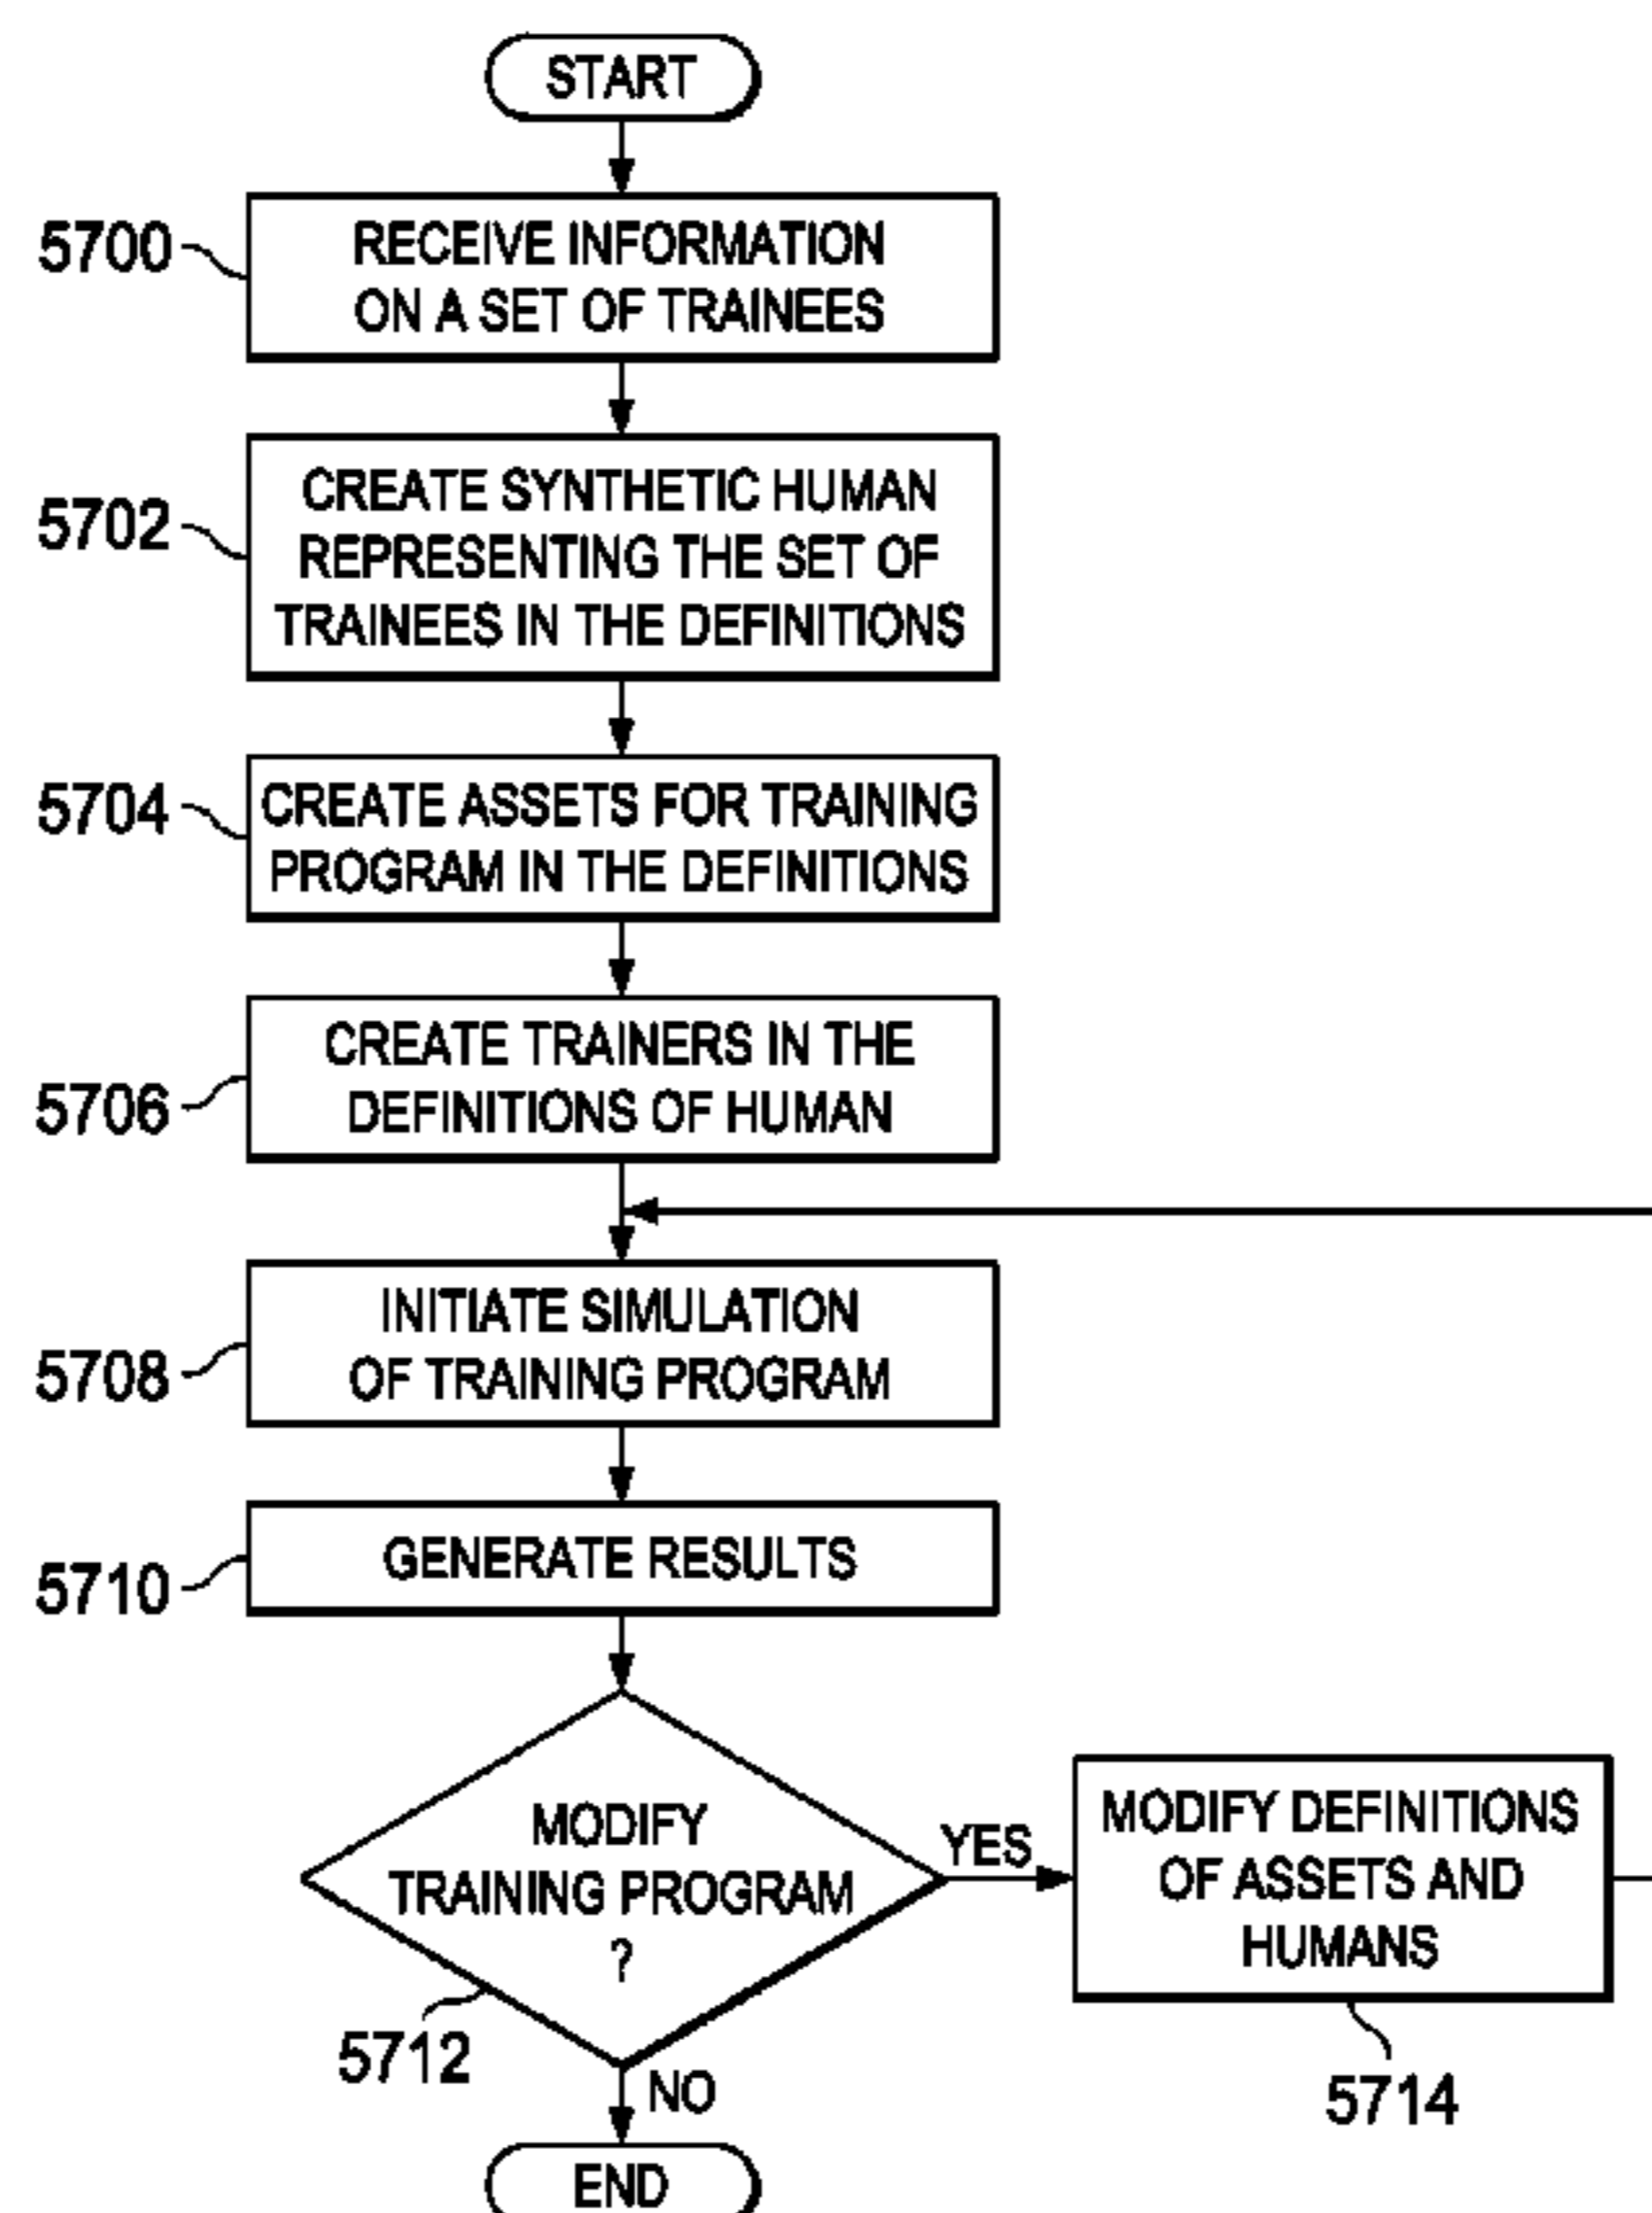 START
5700
RECEIVE INFORMATION
ON A SET OF TRAINEES
5702
CREATE SYNTHETIC HUMAN
REPRESENTING THE SET OF
TRAINEES IN THE DEFINITIONS
5704
CREATE ASSETS FOR TRAINING
PROGRAM IN THE DEFINITIONS
5706
CREATE TRAINERS IN THE
DEFINITIONS OF HUMAN
5708
INITIATE SIMULATION
OF TRAINING PROGRAM
5710
GENERATE RESULTS
MODIFY
TRAINING PROGRAM
?
5712
YES
MODIFY DEFINITIONS
OF ASSETS AND
HUMANS
5714
NO
END